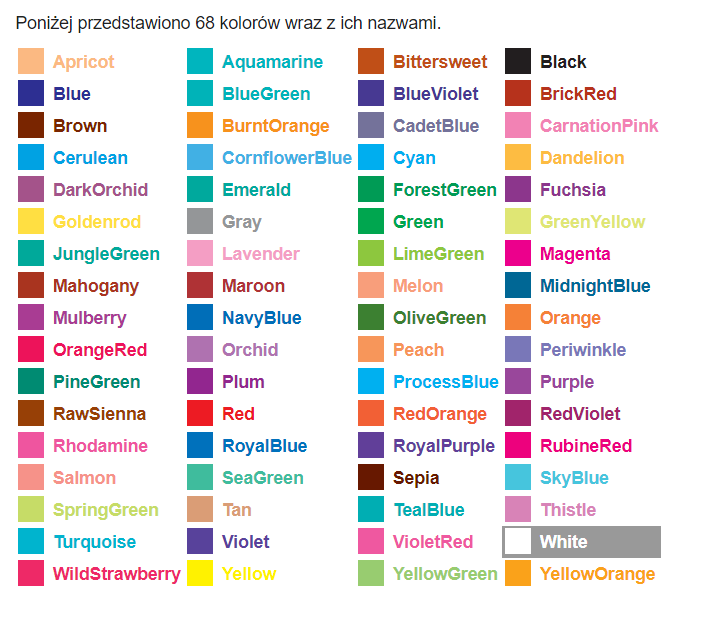 Poniżej przedstawiono 68 kolorów wraz z ich nazwami.
Apricot Aquamarine Bittersweet Black
Blue BlueGreen BlueViolet BrickRed
Brown BurntOrange CadetBlue CarnationPink
Cerulean CornflowerBlue Cyan Dandelion
DarkOrchid Emerald ForestGreen Fuchsia
Goldenrod Gray Green GreenYellow
JungleGreen Lavender LimeGreen Magenta
Mahogany Maroon Melon MidnightBlue
Mulberry NavyBlue OliveGreen Orange
OrangeRed Orchid Peach Periwinkle
PineGreen Plum ProcessBlue Purple
RawSienna Red RedOrange RedViolet
Rhodamine RoyalBlue RoyalPurple RubineRed
Salmon SeaGreen Sepia SkyBlue
SpringGreen Tan TealBlue Thistle
Turquoise Violet VioletRed White
WildStrawberry Yellow YellowGreen YellowOrange